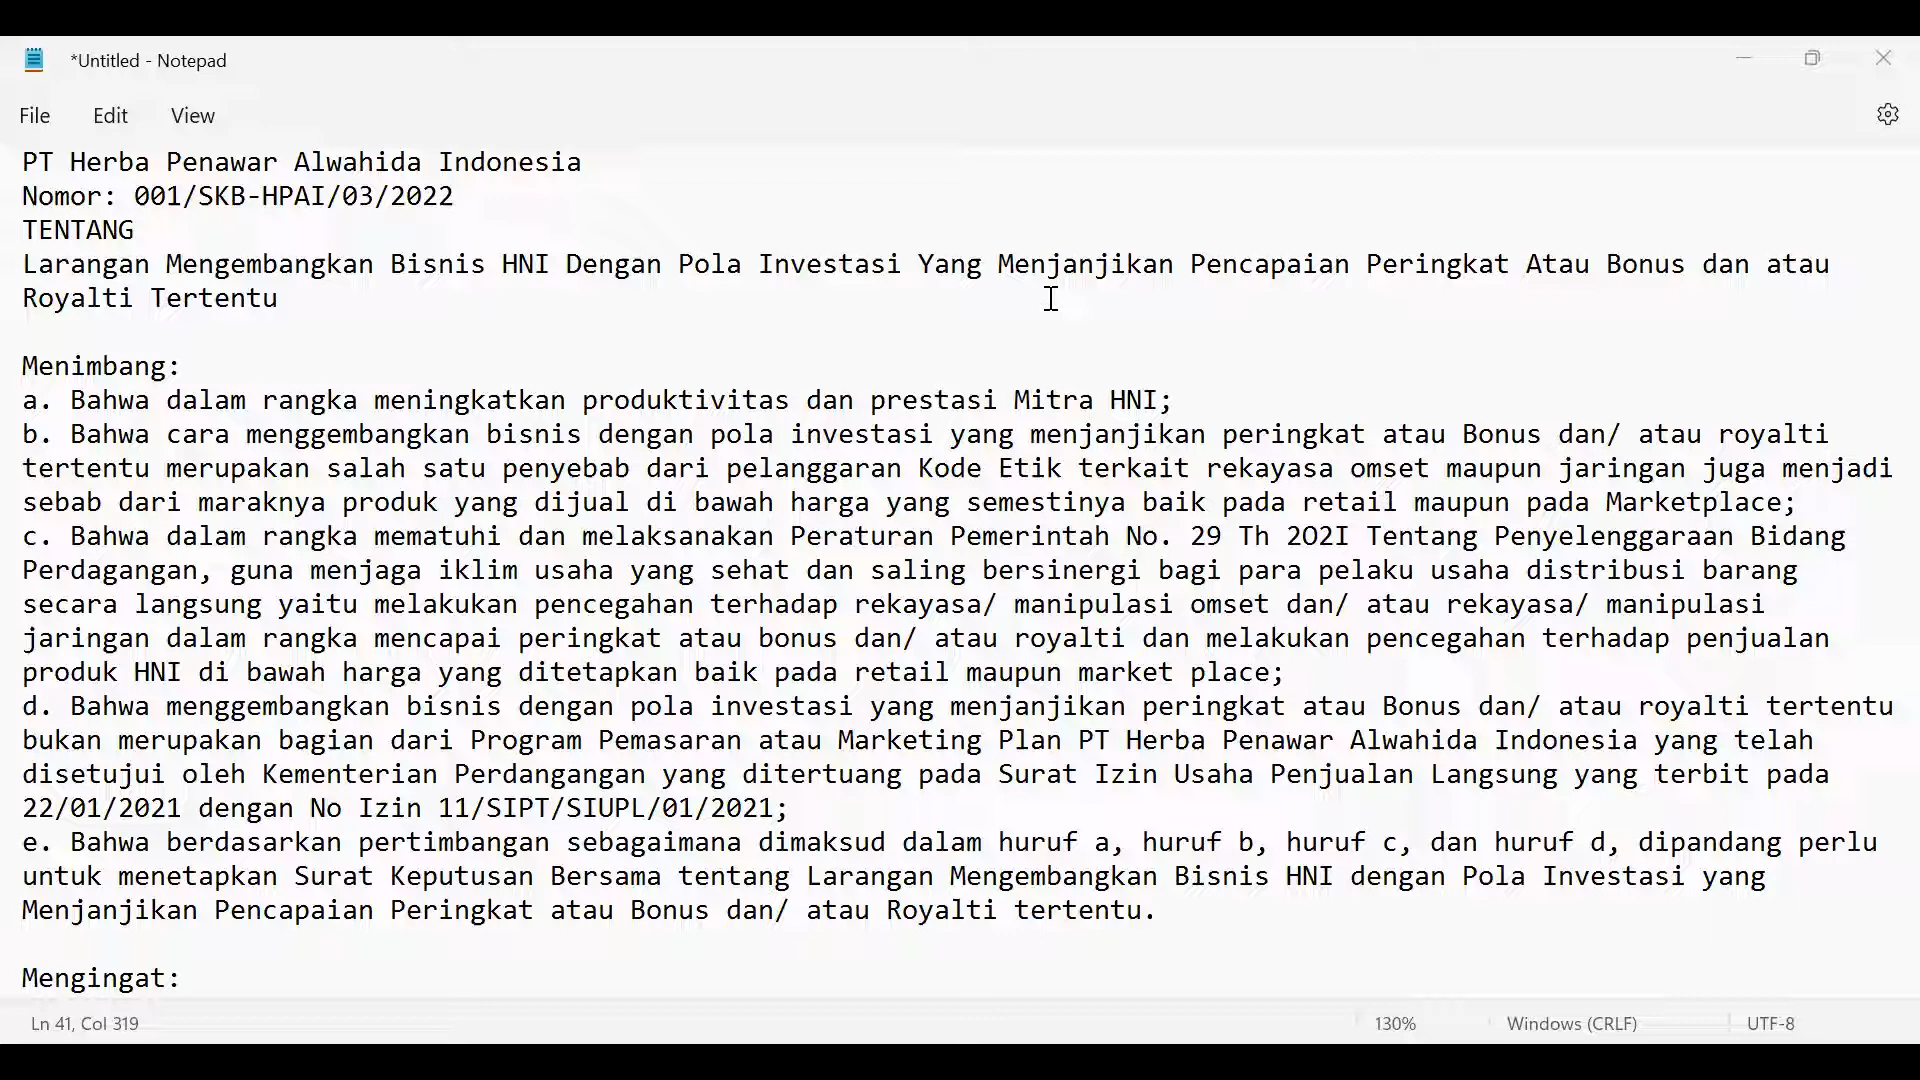 *Untitled - Notepad
File Edit View
PT Herba Penawar Alwahida Indonesia
Nomor: 001/SKB-HPAI/03/2022
TENTANG
Larangan Mengembangkan Bisnis HNI Dengan Pola Investasi Yang Menjanjikan Pencapaian Peringkat Atau Bonus dan atau
Royalti Tertentu
Menimbang:
a. Bahwa dalam rangka meningkatkan produktivitas dan prestasi Mitra HNI;
b. Bahwa cara menggembangkan bisnis dengan pola investasi yang menjanjikan peringkat atau Bonus dan/ atau royalti
tertentu merupakan salah satu penyebab dari pelanggaran Kode Etik terkait rekayasa omset maupun jaringan juga menjadi
sebab dari maraknya produk yang dijual di bawah harga yang semestinya baik pada retail maupun pada Marketplace;
c. Bahwa dalam rangka mematuhi dan melaksanakan Peraturan Pemerintah No. 29 Th 2O2I Tentang Penyelenggaraan Bidang
Perdagangan, guna menjaga iklim usaha yang sehat dan saling bersinergi bagi para pelaku usaha distribusi barang
secara langsung yaitu melakukan pencegahan terhadap rekayasa/ manipulasi omset dan/ atau rekayasa/ manipulasi
jaringan dalam rangka mencapai peringkat atau bonus dan/ atau royalti dan melakukan pencegahan terhadap penjualan
produk HNI di bawah harga yang ditetapkan baik pada retail maupun market place;
d. Bahwa menggembangkan bisnis dengan pola investasi yang menjanjikan peringkat atau Bonus dan/ atau royalti tertentu
bukan merupakan bagian dari Program Pemasaran atau Marketing Plan PT Herba Penawar Alwahida Indonesia yang telah
disetujui oleh Kementerian Perdangangan yang ditertuang pada Surat Izin Usaha Penjualan Langsung yang terbit pada
22/01/2021 dengan No Izin 11/SIPT/SIUPL/01/2021;
e. Bahwa berdasarkan pertimbangan sebagaimana dimaksud dalam huruf a, huruf b, huruf c, dan huruf d, dipandang perlu
untuk menetapkan Surat Keputusan Bersama tentang Larangan Mengembangkan Bisnis HNI dengan Pola Investasi yang
Menjanjikan Pencapaian Peringkat atau Bonus dan/ atau Royalti tertentu.
Mengingat:
Ln 41, Col 319 130% Windows (CRLF) UTF-8